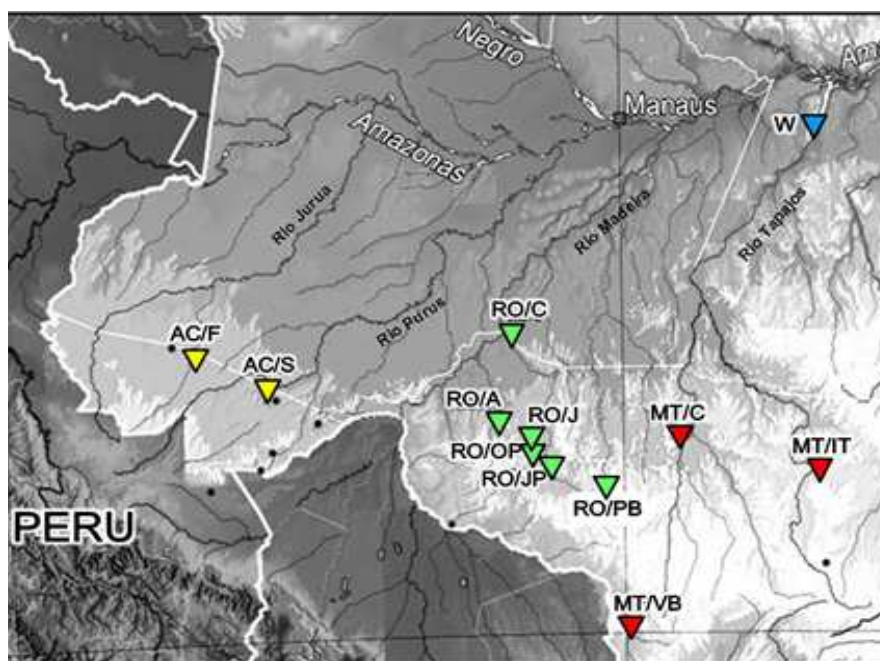 Negro
Ama
Manaus
W
Amazonas
Rio Jurua
Rio Madeira
Rio Tapajos
Rio Purus
RO/C
AC/F
AC/S
RO/A
RO/J
MT/C
RO/OP
MT/IT
RO/JP
RO/PB
PERU
MT/VB